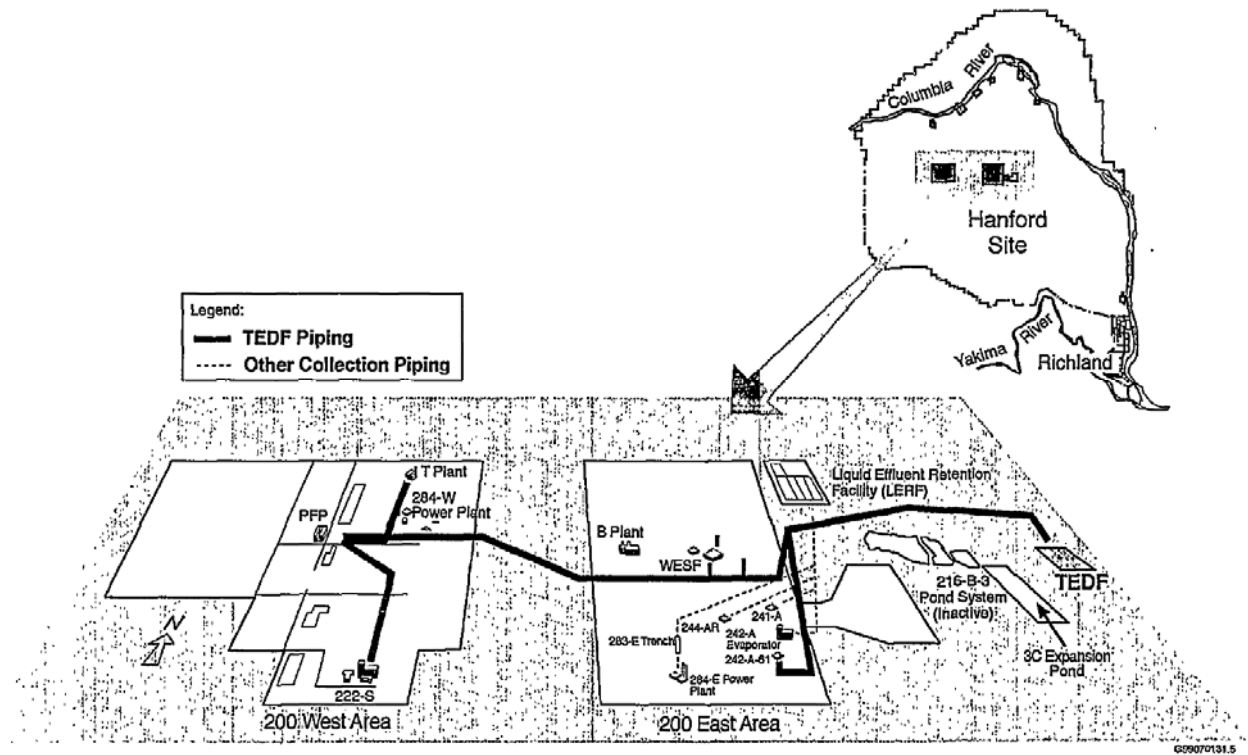 Columbia River
Hanford
Site
Yakima River
Richland
Legend:
TEDF Piping
Other Collection Piping
T Plant
284-W
Power Plant
PFP
222-S
200 West Area
Liquid Effluent Retention
Facility (LERF)
B Plant
WESF
TEDF
216-B-3
Pond System
(Inactive)
3C Expansion
Pond
241-A
244-AR
242-A
Evaporator
242-A-81
283-E Trench
284-E Power
Plant
200 East Area
N
G99070131.5